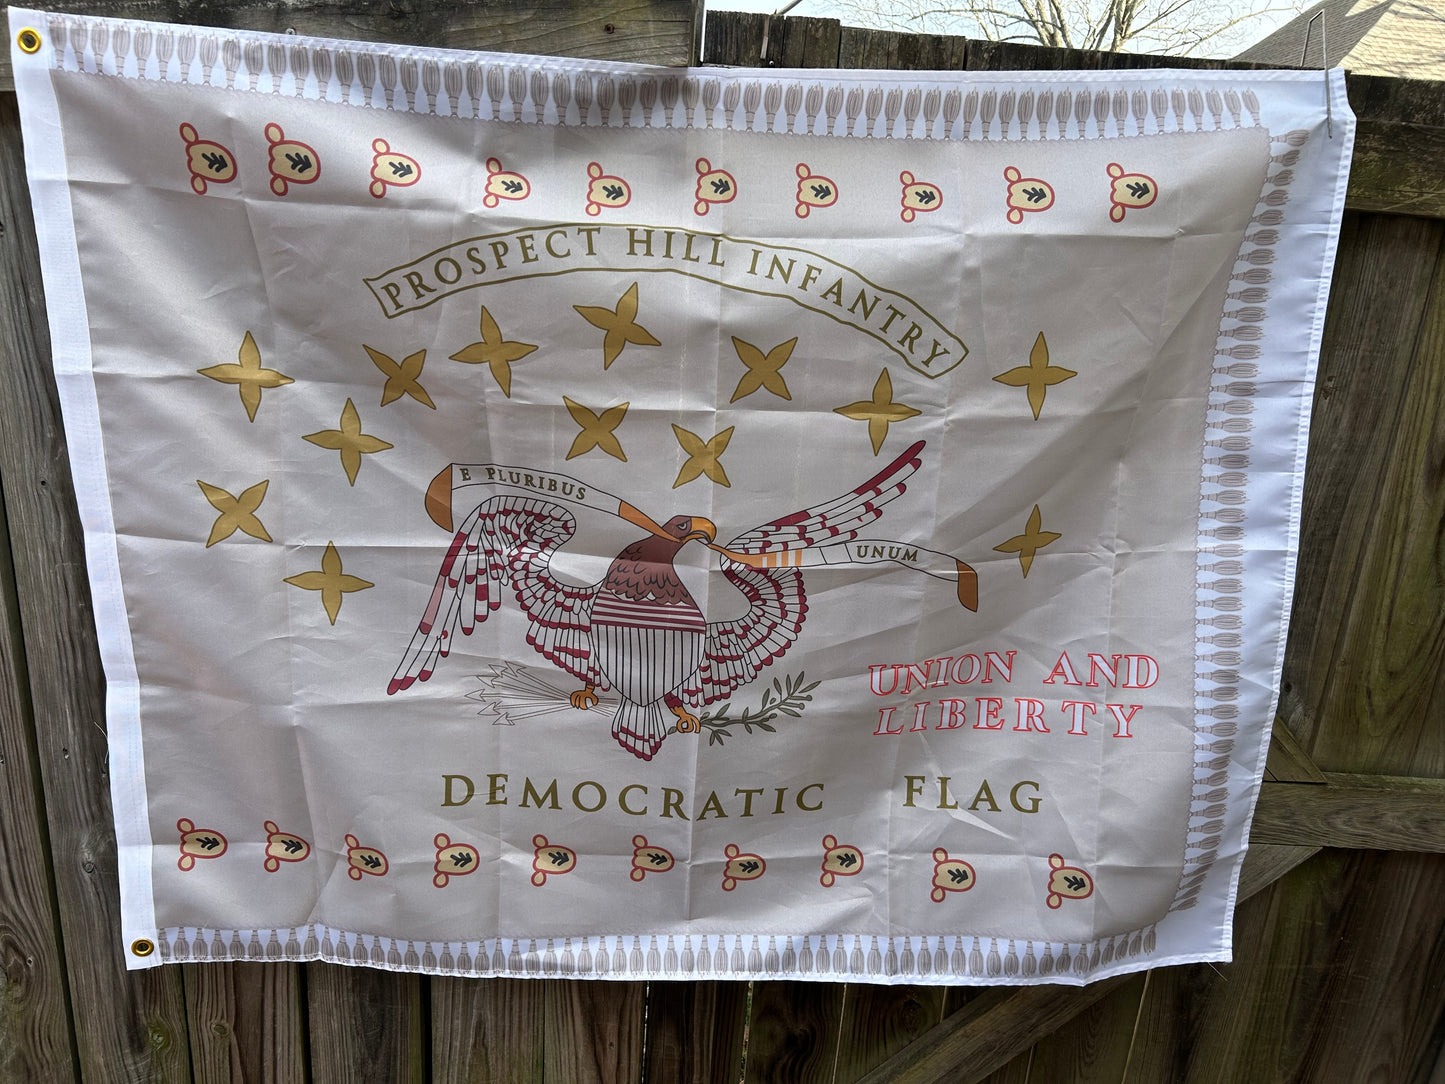 PROSPECT HILL INFANTRY
E PLURIBUS
UNUM
UNION AND
LIBERTY
DEMOCRATIC FLAG